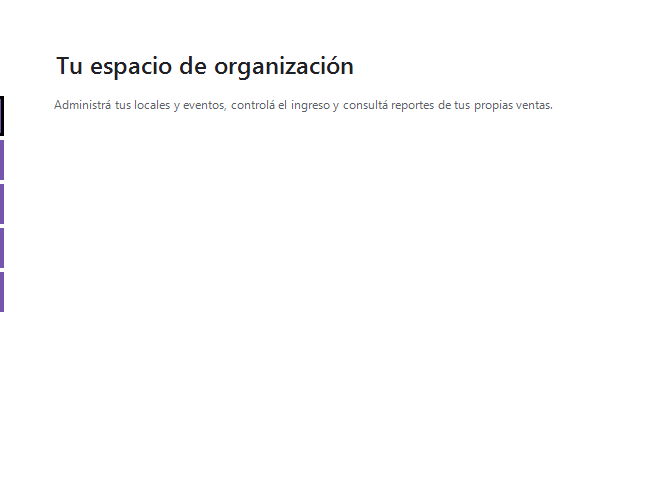 Tu espacio de organización
Administrá tus locales y eventos, controlá el ingreso y consultá reportes de tus propias ventas.